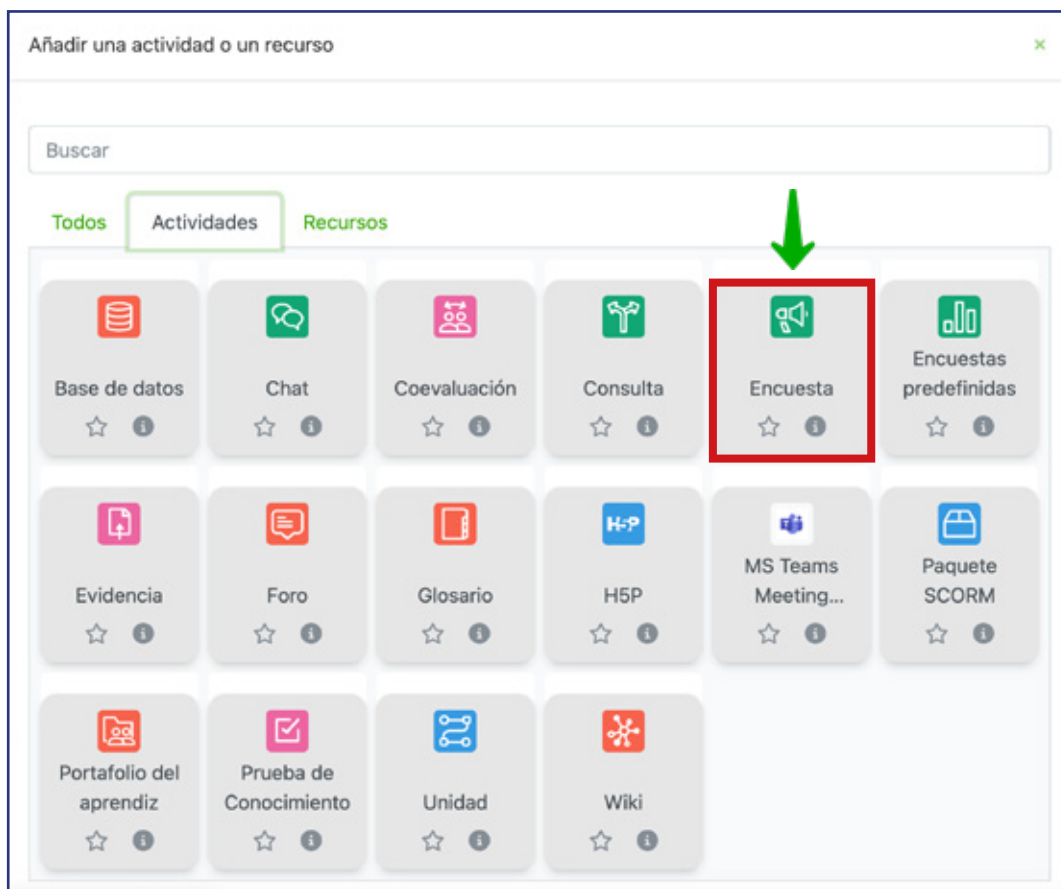 Añadir una actividad o un recurso
×
Buscar
Todos Actividades Recursos
Base de datos
Chat
Coevaluación
Consulta
Encuesta
Encuestas
predefinidas
Evidencia
Foro
Glosario
H5P
H5P
MS Teams
Meeting...
Paquete
SCORM
Portafolio del
aprendiz
Prueba de
Conocimiento
Unidad
Wiki